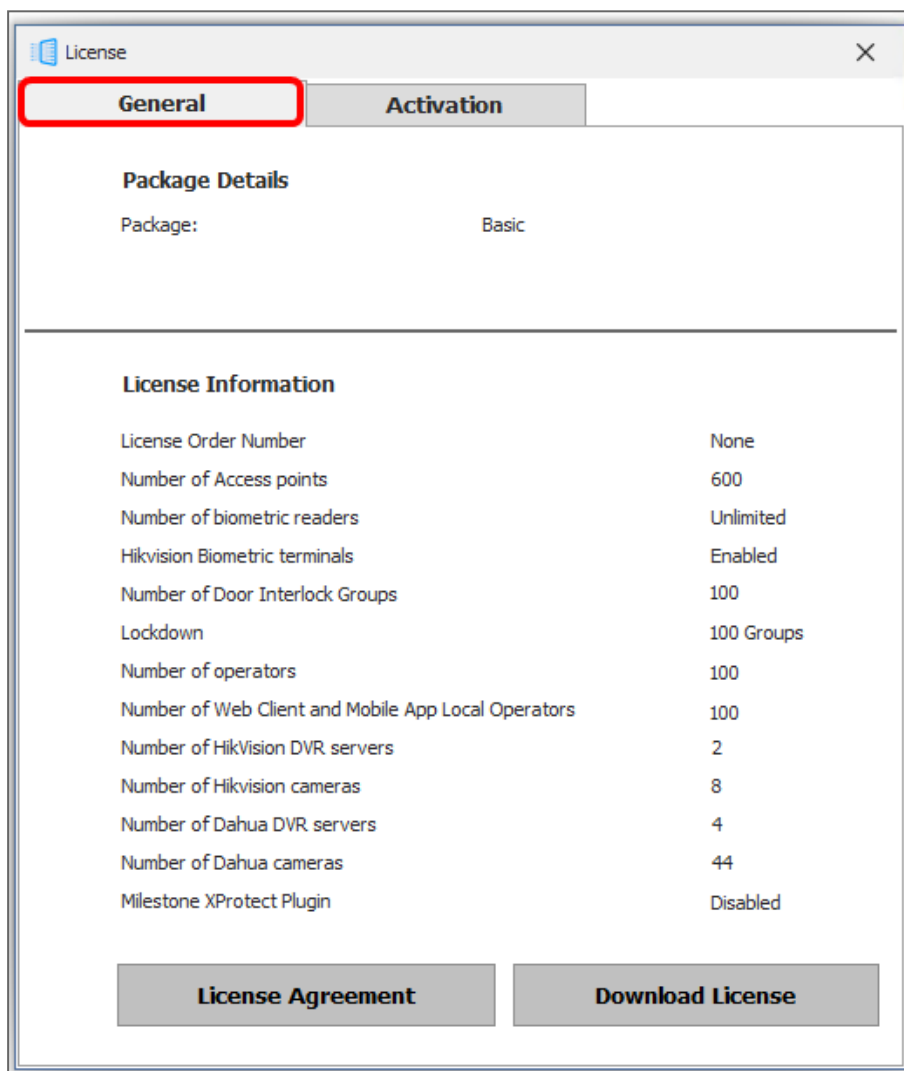 License
General Activation
Package Details
Package: Basic
License Information
License Order Number None
Number of Access points 600
Number of biometric readers Unlimited
Hikvision Biometric terminals Enabled
Number of Door Interlock Groups 100
Lockdown 100 Groups
Number of operators 100
Number of Web Client and Mobile App Local Operators 100
Number of HikVision DVR servers 2
Number of Hikvision cameras 8
Number of Dahua DVR servers 4
Number of Dahua cameras 44
Milestone XProtect Plugin Disabled
License Agreement Download License